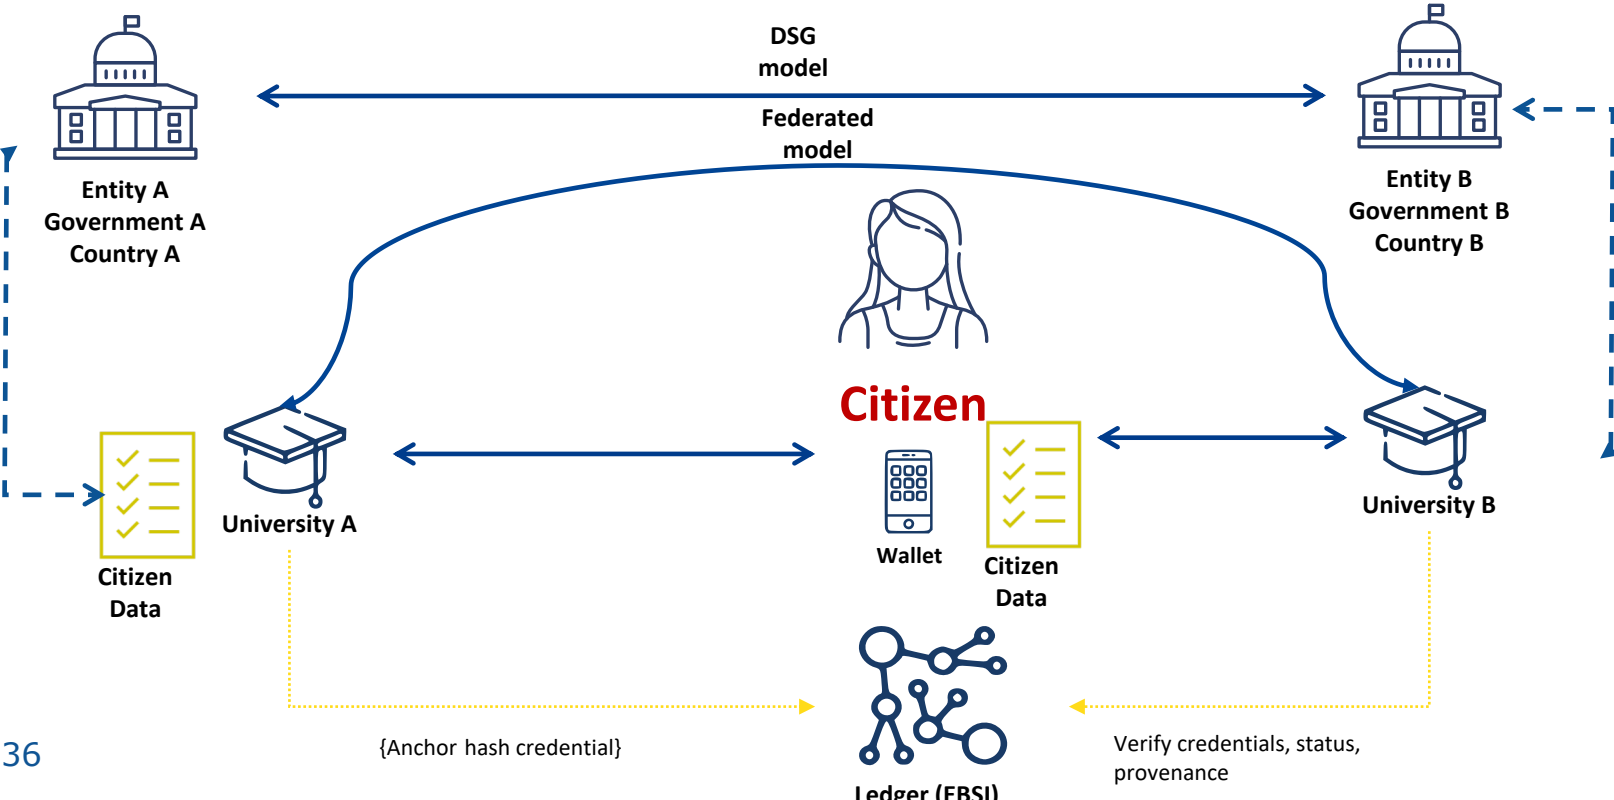 DSG
model
Federated
model
Entity A
Government A
Country A
Entity B
Government B
Country B
Citizen
University A
University B
Wallet
Citizen
Data
Citizen
Data
{Anchor hash credential}
Verify credentials, status,
provenance
Ledger (EBSI)
36